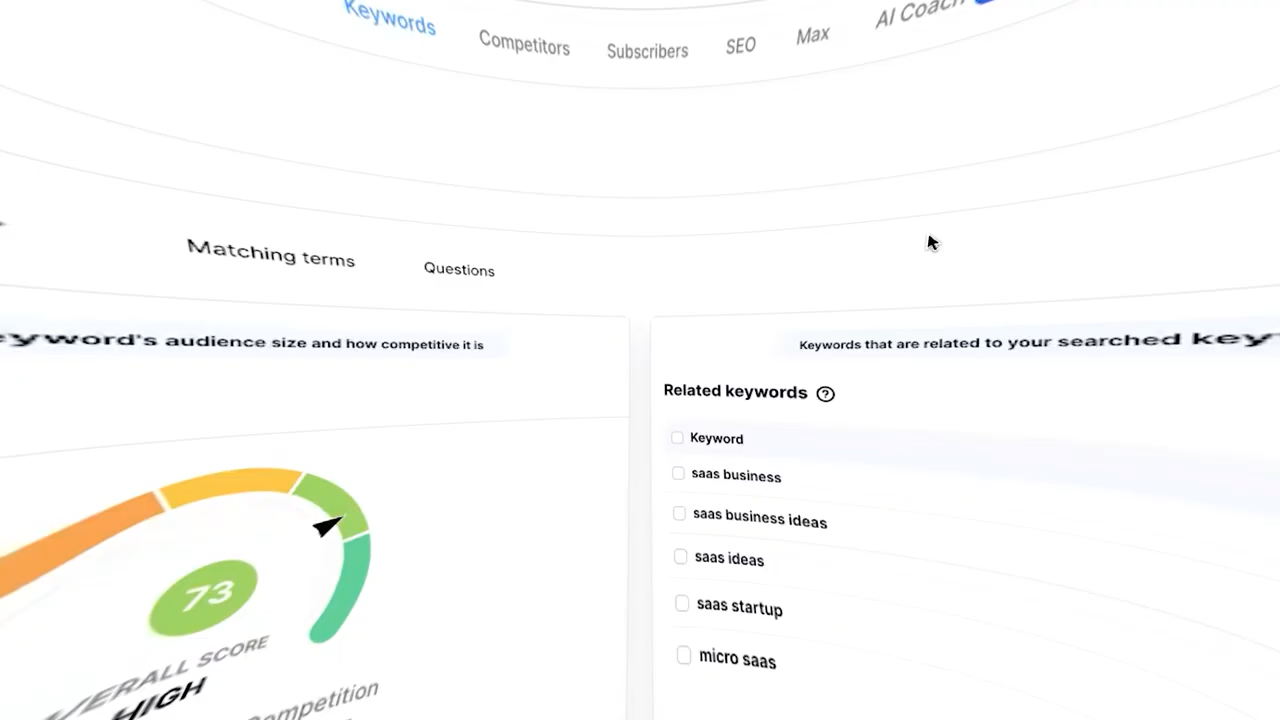 Keywords Competitors Subscribers SEO Max AI Coach
Matching terms Questions
audience size and how competitive it is
Keywords that are related to your searched
Related keywords ?
Keyword
saas business
saas business ideas
saas ideas
saas startup
micro saas
73
SCORE
HIGH